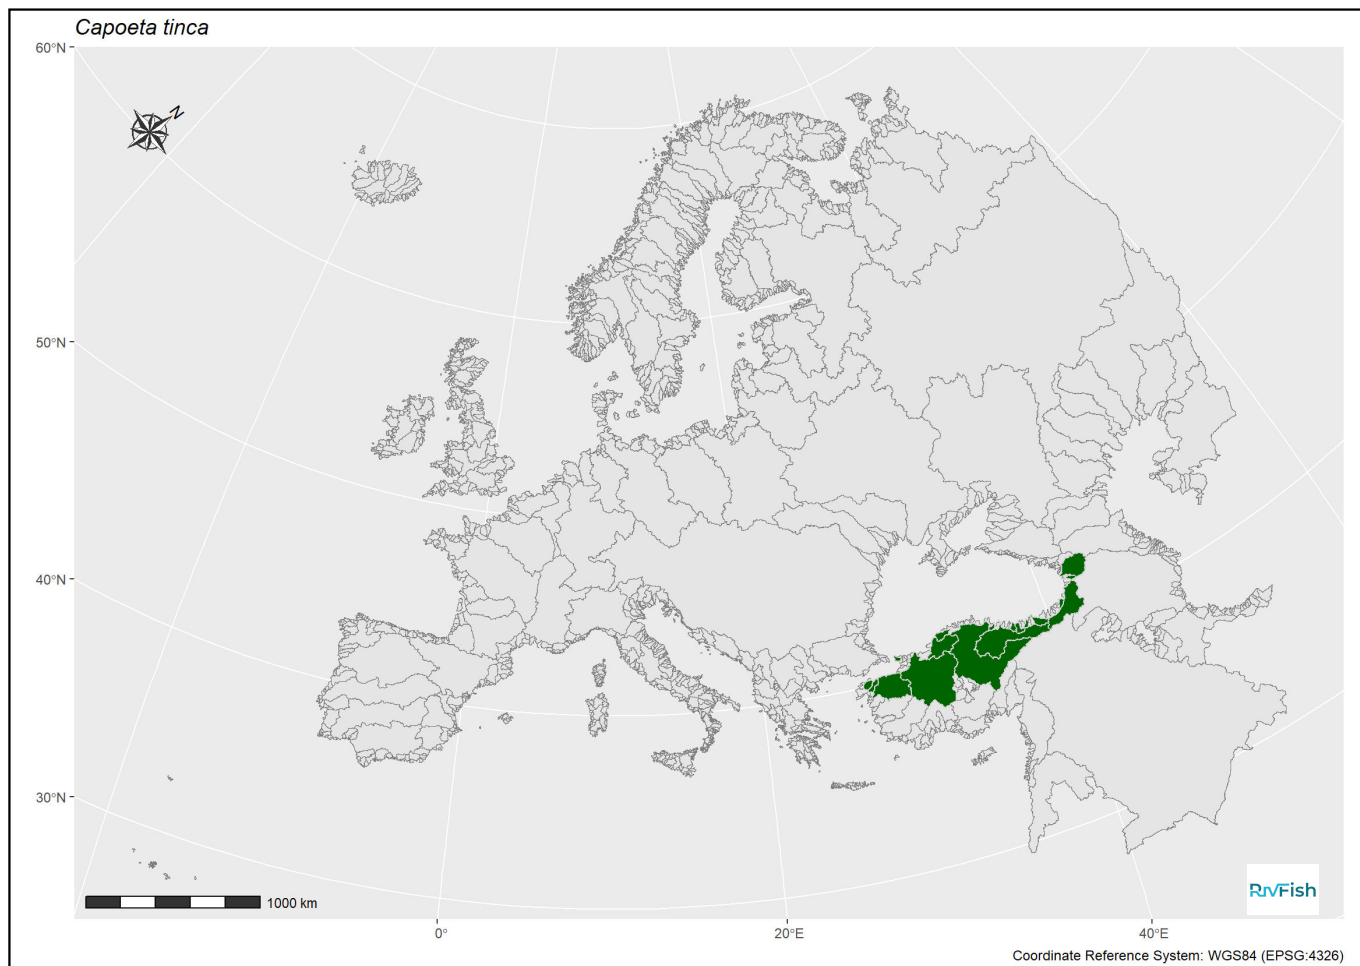 Capoeta tinca
60°N
N
50°N
40°N
30°N
1000 km
RivFish
0°
20°E
40°E
Coordinate Reference System: WGS84 (EPSG:4326)